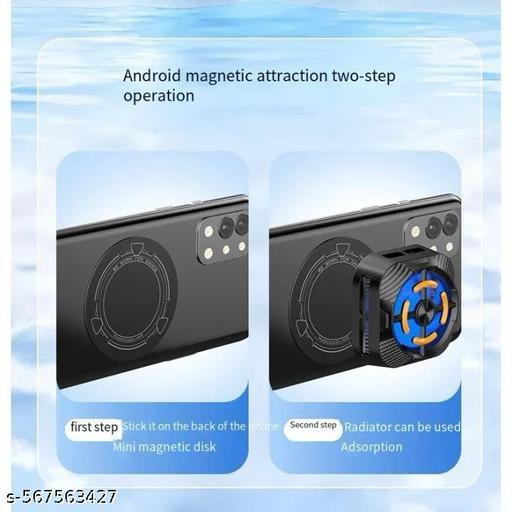 Android magnetic attraction two-step
operation
first step Stick it on the back of the phone
Mini magnetic disk
Second step Radiator can be used
Adsorption
s-567563427